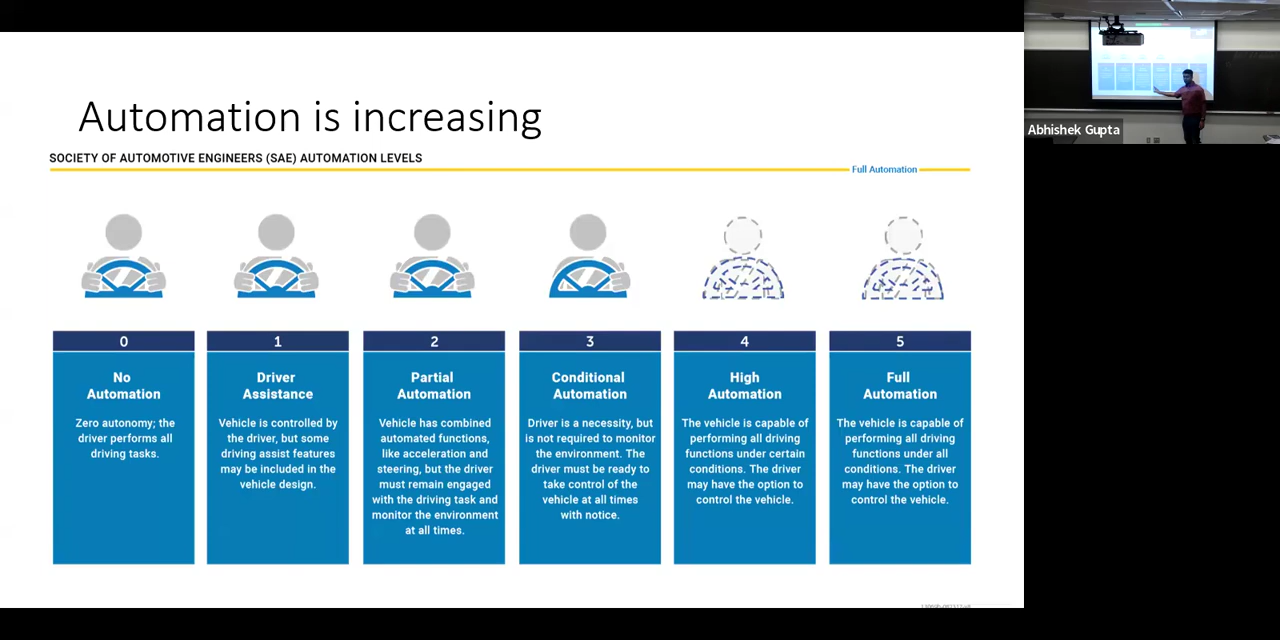 Automation is increasing
SOCIETY OF AUTOMOTIVE ENGINEERS (SAE) AUTOMATION LEVELS
Full Automation
0
No
Automation
Zero autonomy; the
driver performs all
driving tasks.
1
Driver
Assistance
Vehicle is controlled by
the driver, but some
driving assist features
may be included in the
vehicle design.
2
Partial
Automation
Vehicle has combined
automated functions,
like acceleration and
steering, but the driver
must remain engaged
with the driving task and
monitor the environment
at all times.
3
Conditional
Automation
Driver is a necessity, but
is not required to monitor
the environment. The
driver must be ready to
take control of the
vehicle at all times
with notice.
4
High
Automation
The vehicle is capable of
performing all driving
functions under certain
conditions. The driver
may have the option to
control the vehicle.
5
Full
Automation
The vehicle is capable of
performing all driving
functions under all
conditions. The driver
may have the option to
control the vehicle.
Abhishek Gupta